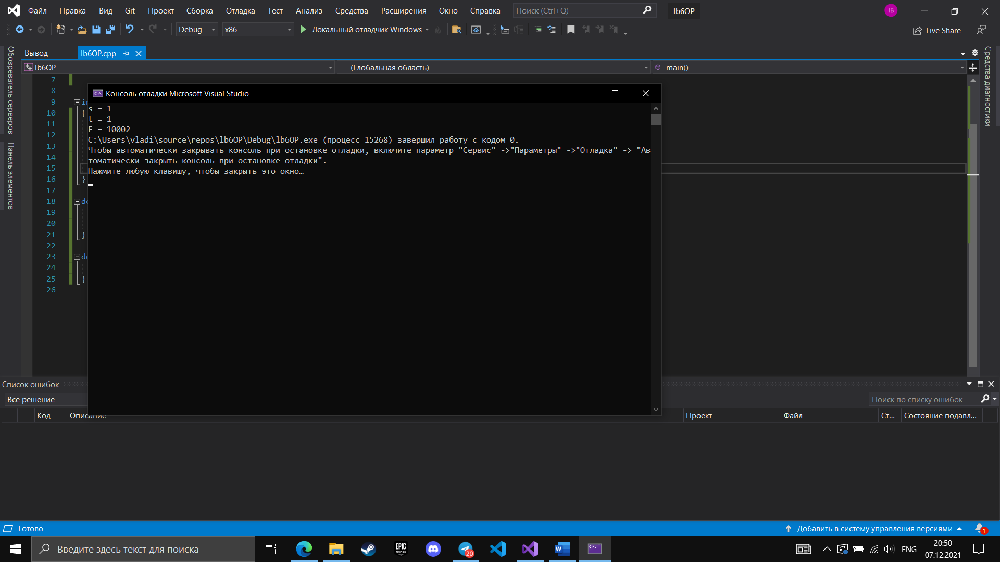 Файл Правка Вид Git Проект Сборка Отладка Тест Анализ Средства Расширения Окно Справка Поиск (Ctrl+Q) lb6OP IB
Debug x86 Локальный отладчик Windows Live Share
Обозреватель серверов
Панель элементов
Средства диагностики
Вывод lb6OP.cpp
lb6OP (Глобальная область) main()
7
8
9
10 {
11
12
13
14
15
16 }
17
18
19
20
21 }
22
23
24
25 }
26
Консоль отладки Microsoft Visual Studio
s = 1
t = 1
F = 10002
C:\Users\vladi\source\repos\lb6OP\Debug\lb6OP.exe (процесс 15268) завершил работу с кодом 0.
Чтобы автоматически закрывать консоль при остановке отладки, включите параметр "Сервис" ->"Параметры" ->"Отладка" -> "Ав
томатически закрыть консоль при остановке отладки".
Нажмите любую клавишу, чтобы закрыть это окно…
Список ошибок
Все решение Поиск по списку ошибок
Код Описание Проект Файл Ст... Состояние подавл...
Готово Добавить в систему управления версиями 1
Введите здесь текст для поиска EPIC GAMES 20 ENG 20:50
07.12.2021